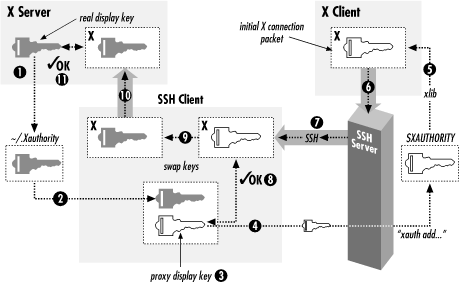 X Server
real display key
X
1
✓OK
11
10
~/.Xauthority
2
X Client
initial X connection
packet
X
5
xlib
6
SSH Client
X
9
swap keys
X
7
SSH
✓OK 8
SSH
Server
SXAUTHORITY
4
"xauth add..."
proxy display key 3